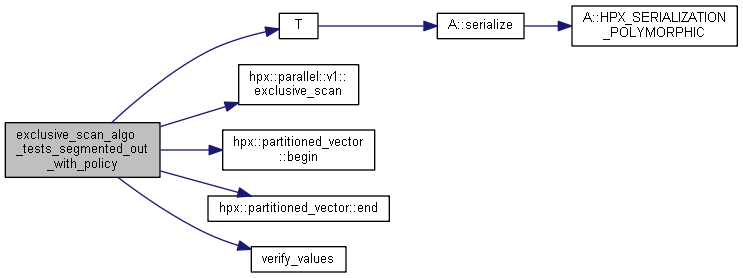 exclusive_scan_algo
_tests_segmented_out
_with_policy
T
A::serialize
A::HPX_SERIALIZATION
_POLYMORPHIC
hpx::parallel::v1::
exclusive_scan
hpx::partitioned_vector
::begin
hpx::partitioned_vector::end
verify_values